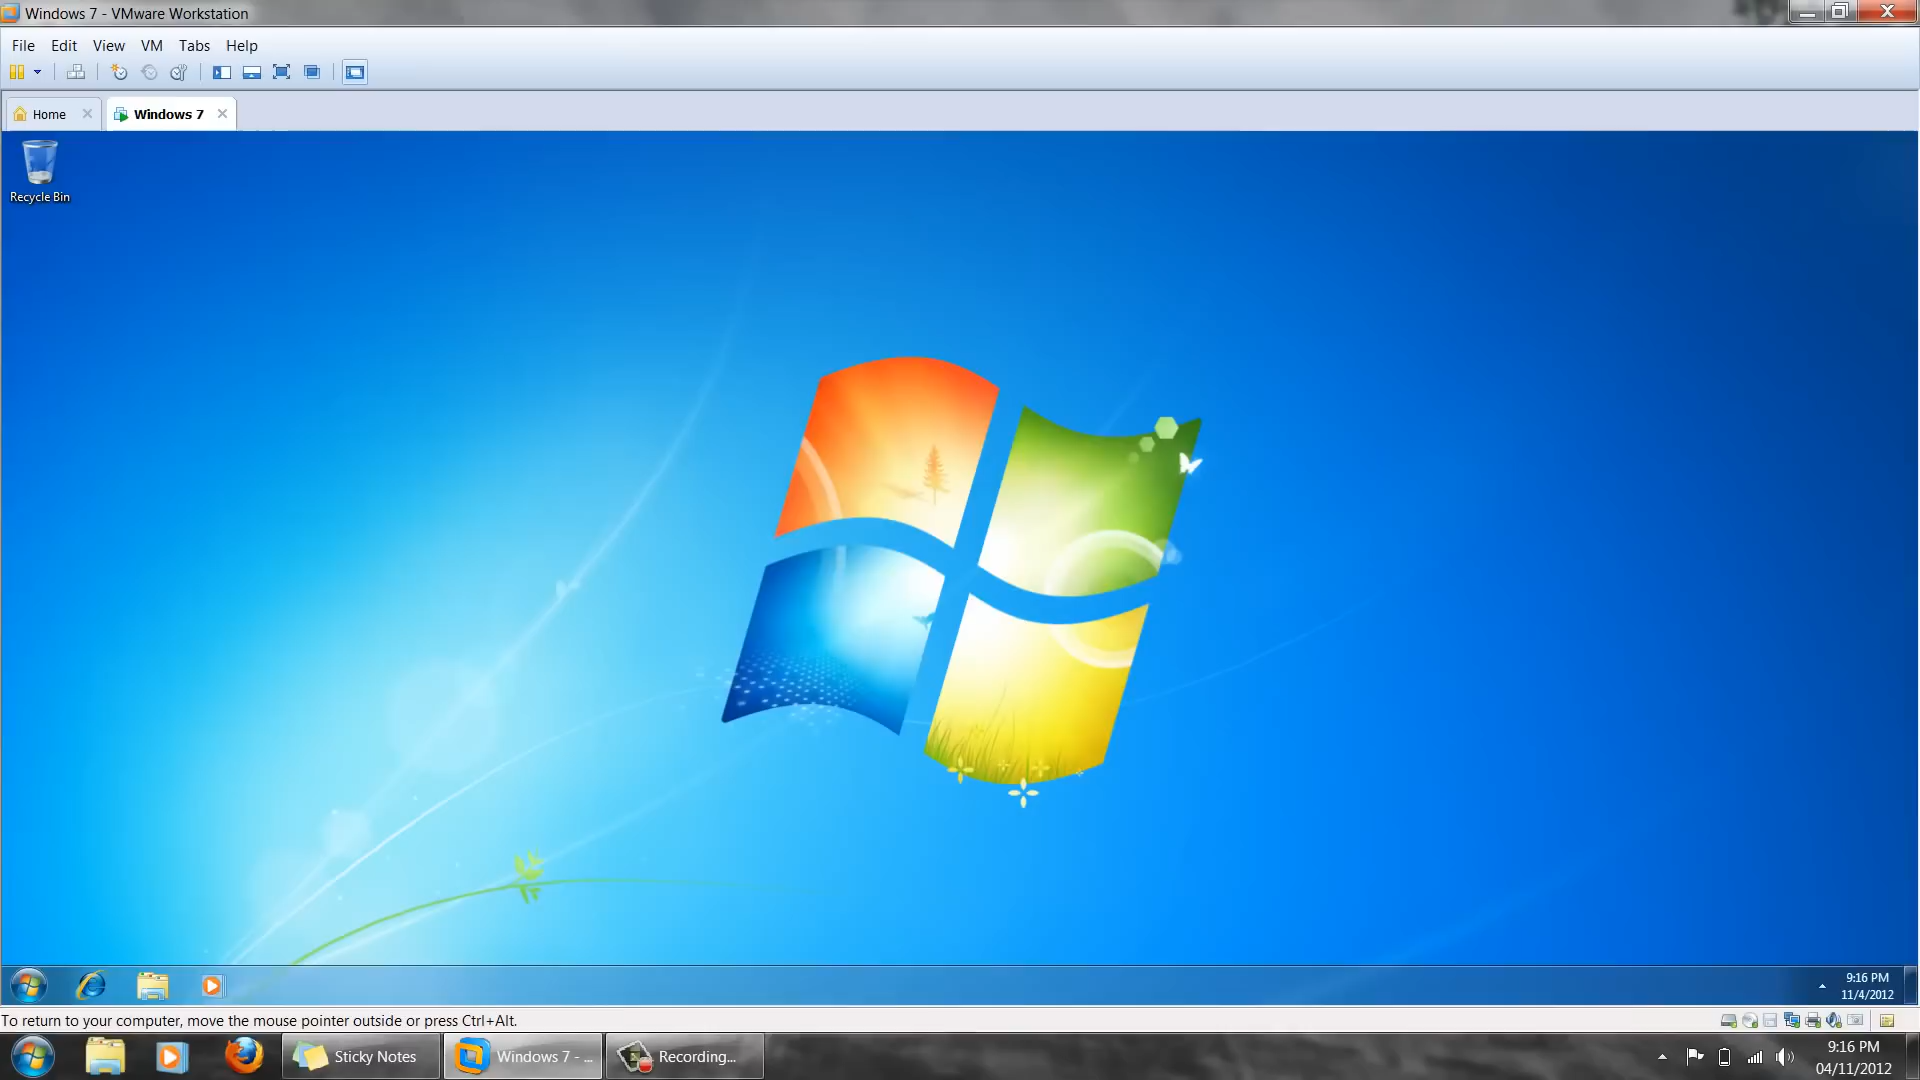 Windows 7 - VMware Workstation
File Edit View VM Tabs Help
Home Windows 7
Recycle Bin
9:16 PM
11/4/2012
To return to your computer, move the mouse pointer outside or press Ctrl+Alt.
Sticky Notes Windows 7 - ... Recording...
9:16 PM
04/11/2012